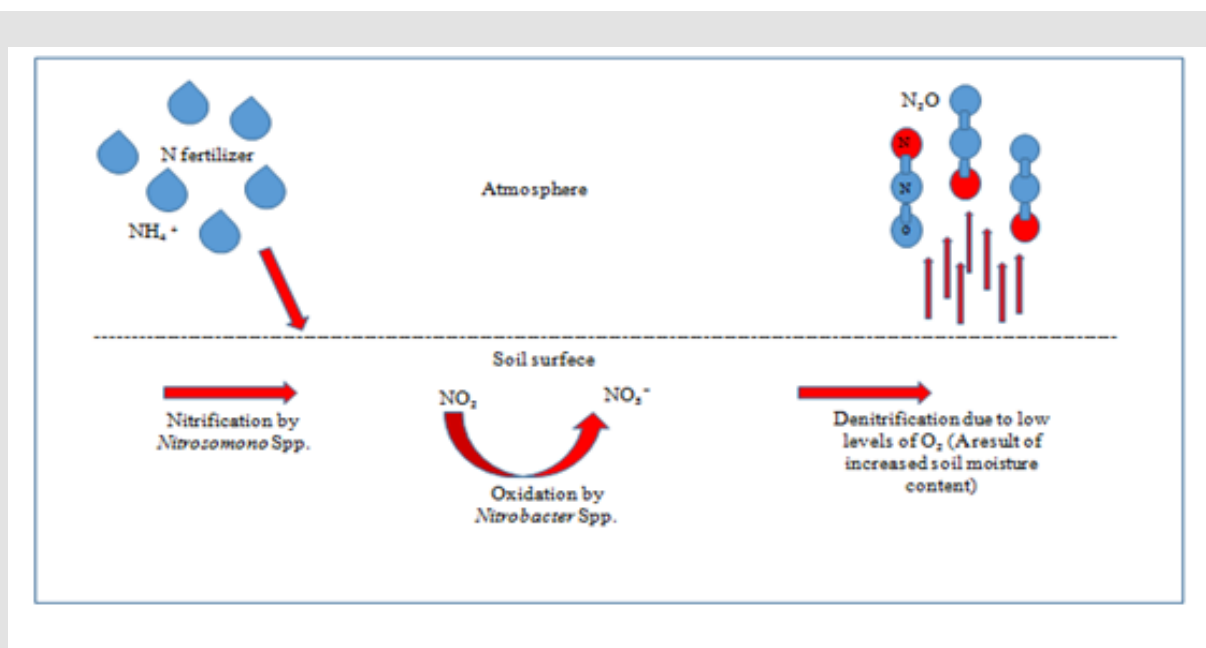 N fertilizer
NH₄⁺
Atmosphere
N₂O
N
N
O
Soil surfece
Nitrification by
Nitrosomono Spp.
NO₂
NO₃⁻
Oxidation by
Nitrobacter Spp.
Denitrification due to low
levels of O₂ (Aresult of
increased soil moisture
content)